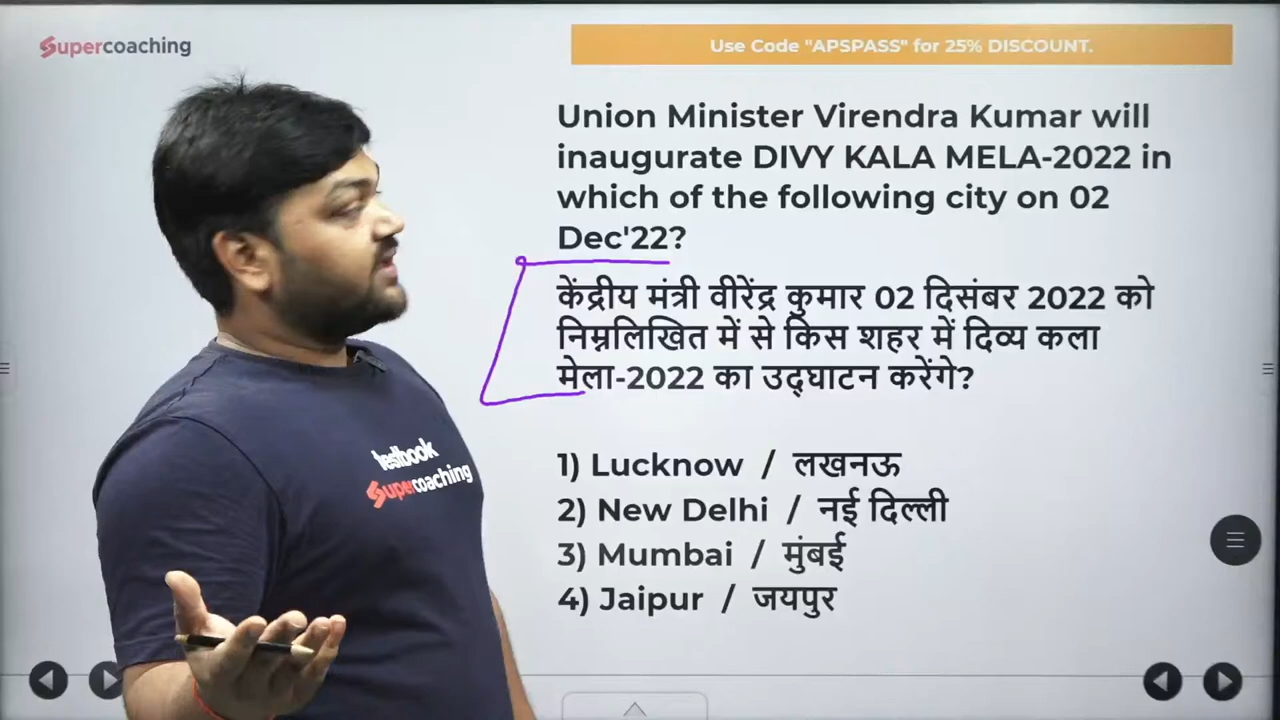 Supercoaching
Use Code "APSPASS" for 25% DISCOUNT.
Union Minister Virendra Kumar will
inaugurate DIVY KALA MELA-2022 in
which of the following city on 02
Dec'22?
केंद्रीय मंत्री वीरेंद्र कुमार 02 दिसंबर 2022 को
निम्नलिखित में से किस शहर में दिव्य कला
मेला-2022 का उद्घाटन करेंगे?
1) Lucknow / लखनऊ
2) New Delhi / नई दिल्ली
3) Mumbai / मुंबई
4) Jaipur / जयपुर
testbook
Supercoaching